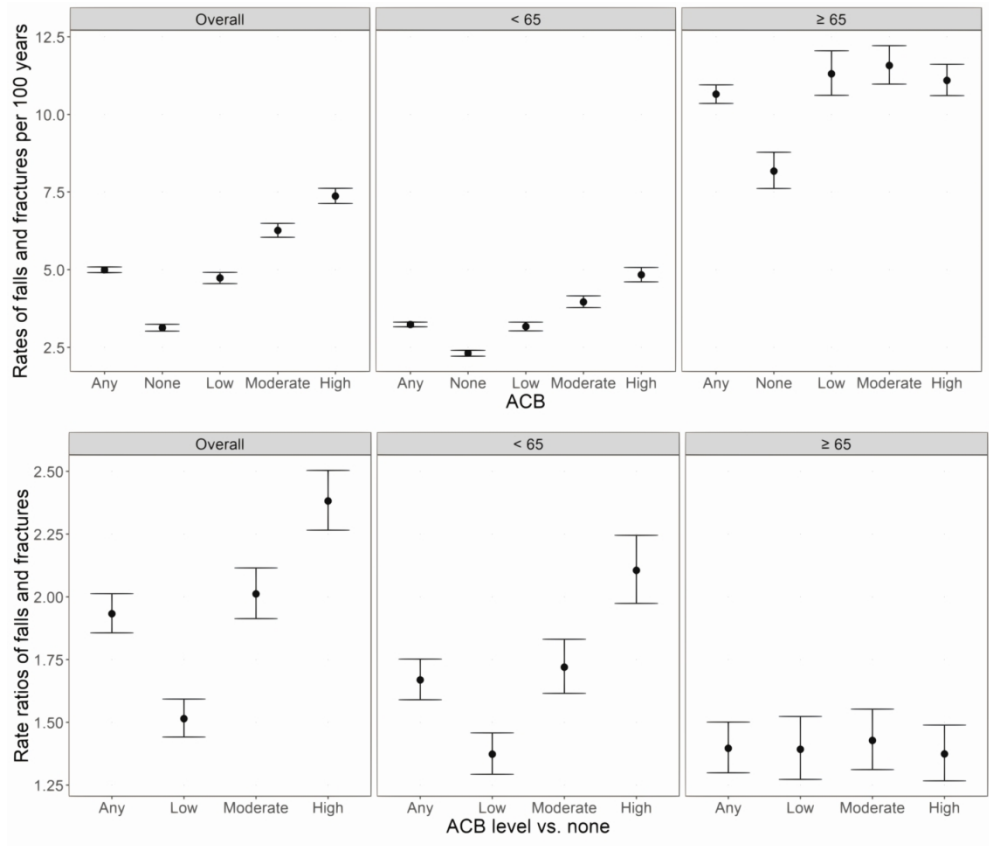 Rates of falls and fractures per 100 years
Overall
< 65
≥ 65
12.5
10.0
7.5
5.0
2.5
Any None Low Moderate High
Any None Low Moderate High
Any None Low Moderate High
ACB
Rate ratios of falls and fractures
Overall
< 65
≥ 65
2.50
2.25
2.00
1.75
1.50
1.25
Any Low Moderate High
Any Low Moderate High
Any Low Moderate High
ACB level vs. none